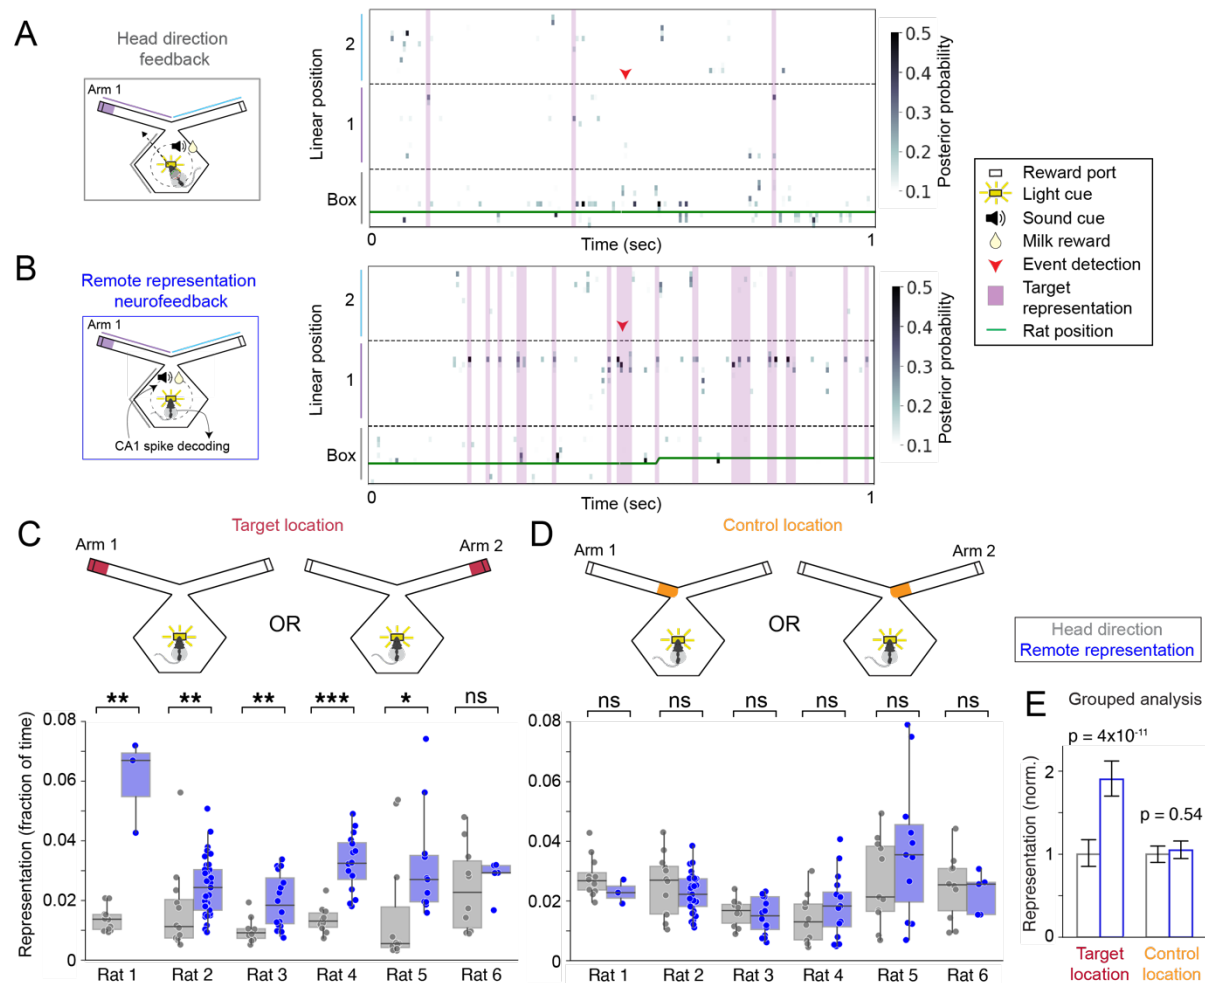 A
Head direction
feedback
Arm 1
Linear position
2
1
Box
0
Time (sec)
1
0.5
0.4
0.3
0.2
0.1
Posterior probability
Reward port
Light cue
Sound cue
Milk reward
Event detection
Target
representation
Rat position
B
Remote representation
neurofeedback
Arm 1
CA1 spike decoding
Linear position
2
1
Box
0
Time (sec)
1
0.5
0.4
0.3
0.2
0.1
Posterior probability
C
Target location
Arm 1
OR
Arm 2
** ** ** *** * ns
Representation (fraction of time)
0.08
0.06
0.04
0.02
0
Rat 1 Rat 2 Rat 3 Rat 4 Rat 5 Rat 6
D
Control location
Arm 1
OR
Arm 2
ns ns ns ns ns ns
0.08
0.06
0.04
0.02
0
Rat 1 Rat 2 Rat 3 Rat 4 Rat 5 Rat 6
Head direction
Remote representation
E
Grouped analysis
p = 4x10⁻¹¹
p = 0.54
Representation (norm.)
2
1
0
Target
location
Control
location